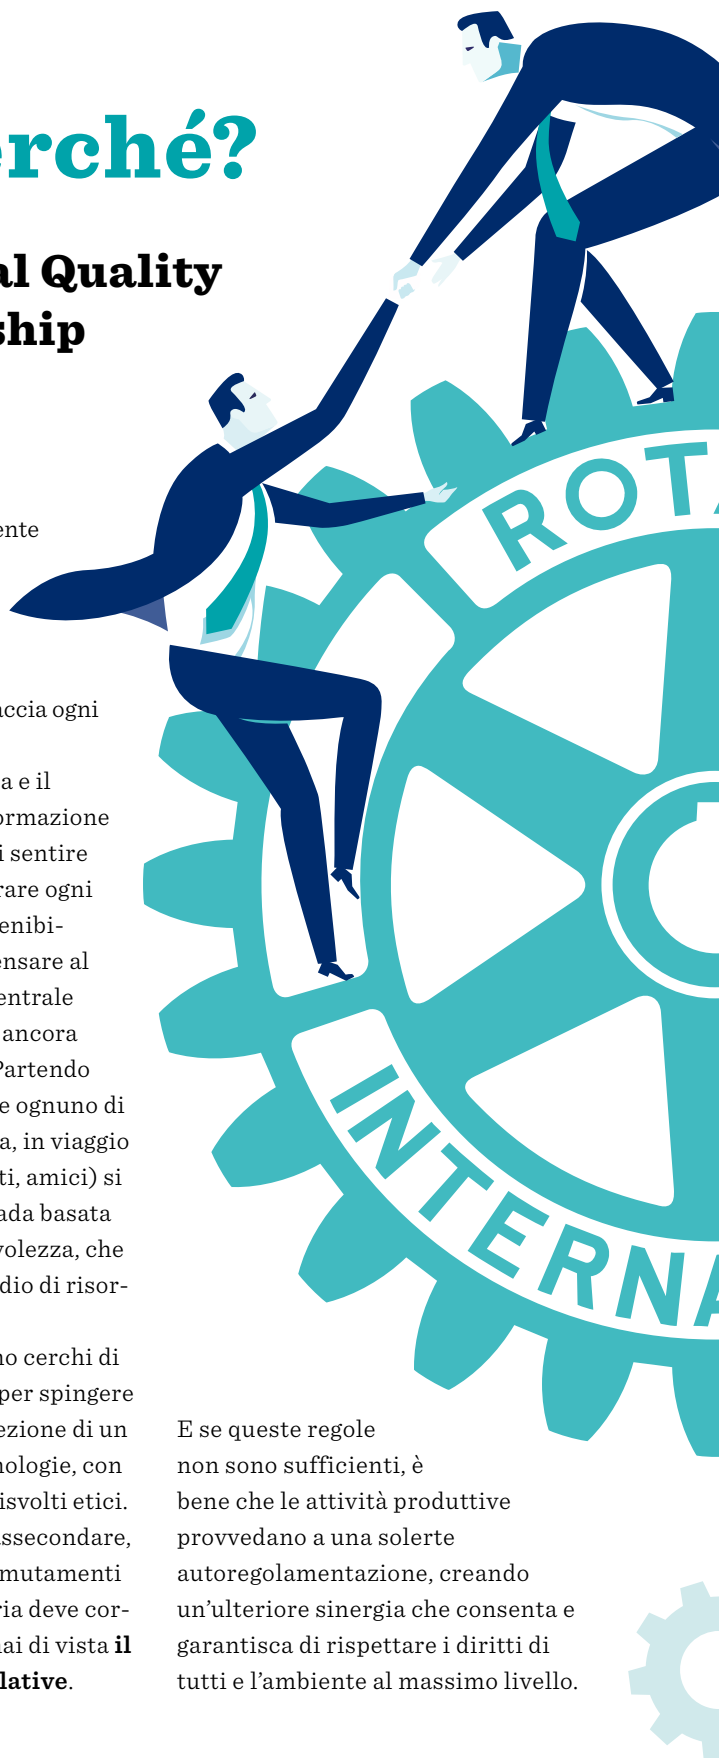 erché?
al Quality
ship
ente
accia ogni
a e il
ormazione
i sentire
rare ogni
enibi-
ensare al
entrale
ancora
Partendo
e ognuno di
a, in viaggio
ti, amici) si
ada basata
volezza, che
dio di risor-
no cerchi di
per spingere
ezione di un
nologie, con
isvolti etici.
assecondare,
mutamenti
ria deve cor-
nai di vista il
lative.
E se queste regole
non sono sufficienti, è
bene che le attività produttive
provvedano a una solerte
autoregolamentazione, creando
un’ulteriore sinergia che consenta e
garantisca di rispettare i diritti di
tutti e l’ambiente al massimo livello.
ROTA
INTERNA